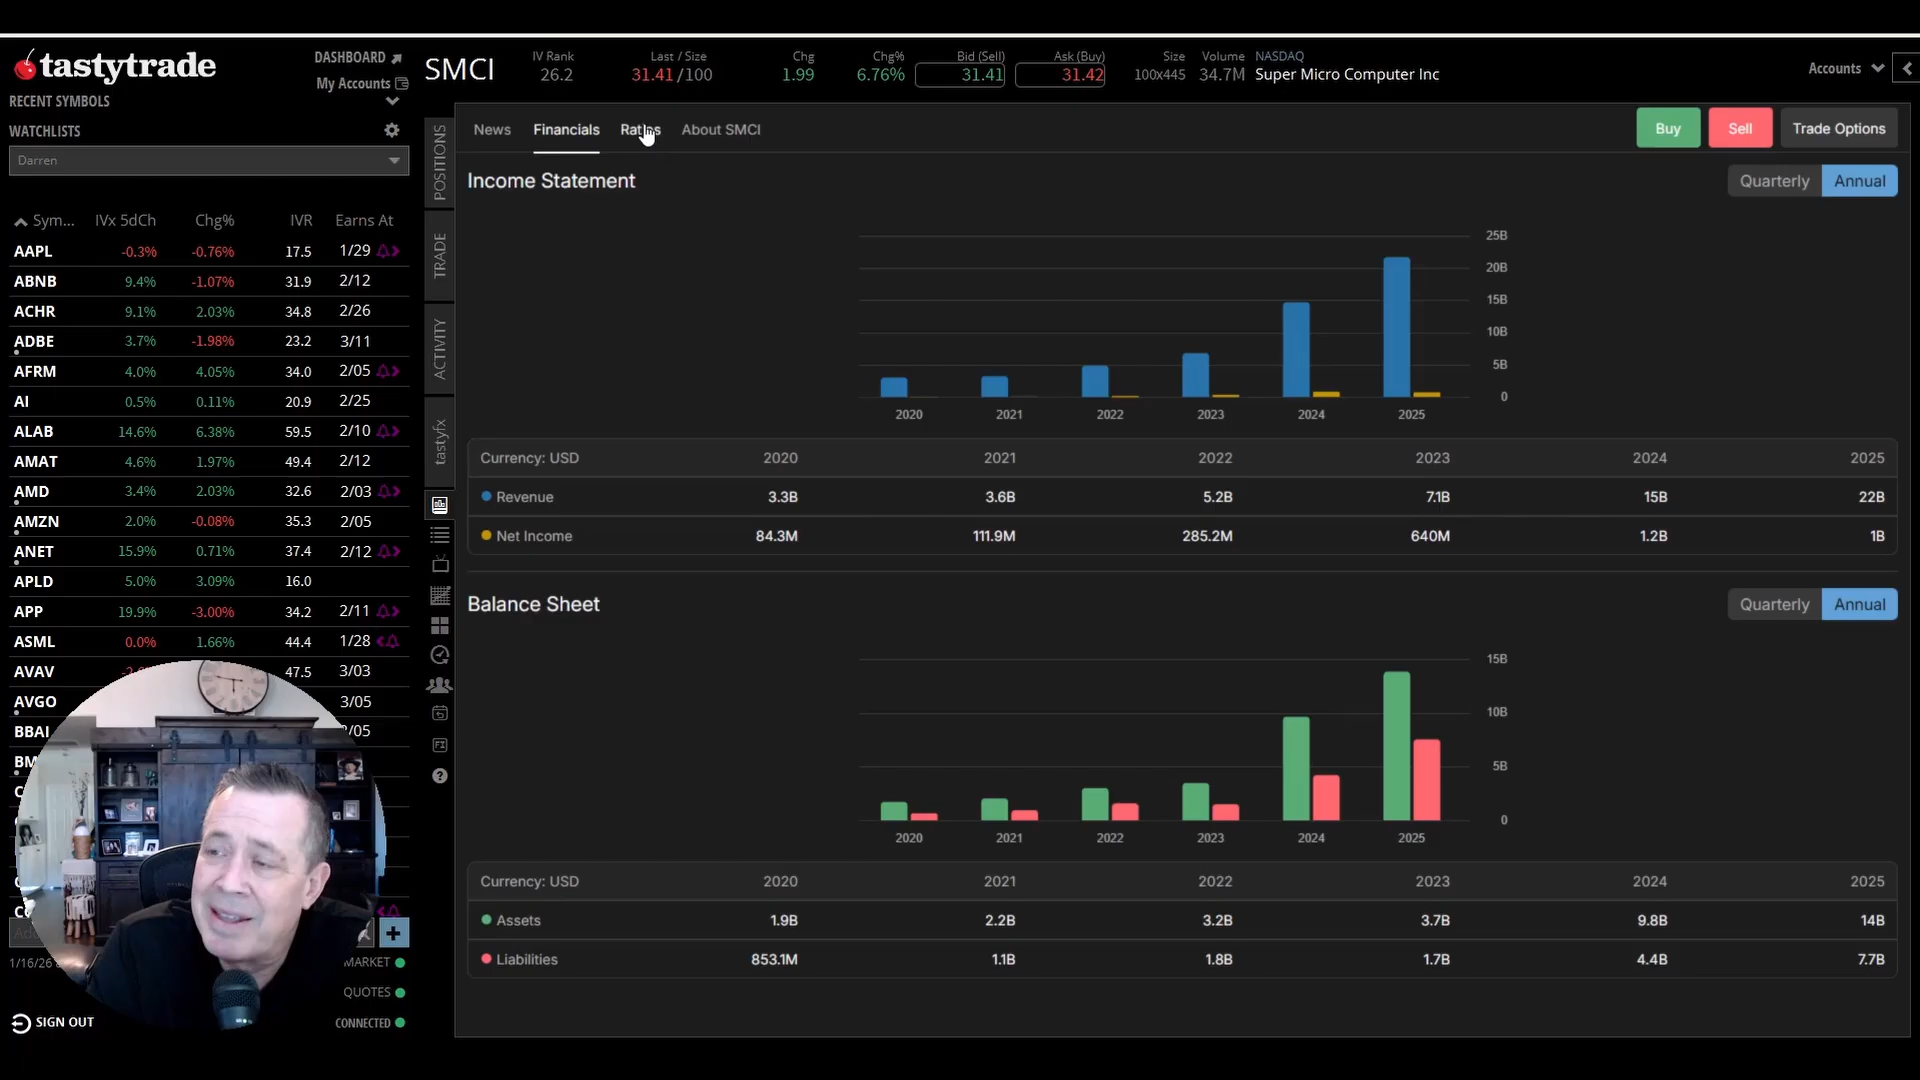 tastytrade
DASHBOARD
My Accounts
RECENT SYMBOLS
WATCHLISTS
Darren
Sym... IVx 5dCh Chg% IVR Earns At
AAPL -0.3% -0.76% 17.5 1/29
ABNB 9.4% -1.07% 31.9 2/12
ACHR 9.1% 2.03% 34.8 2/26
ADBE 3.7% -1.98% 23.2 3/11
AFRM 4.0% 4.05% 34.0 2/05
AI 0.5% 0.11% 20.9 2/25
ALAB 14.6% 6.38% 59.5 2/10
AMAT 4.6% 1.97% 49.4 2/12
AMD 3.4% 2.03% 32.6 2/03
AMZN 2.0% -0.08% 35.3 2/05
ANET 15.9% 0.71% 37.4 2/12
APLD 5.0% 3.09% 16.0
APP 19.9% -3.00% 34.2 2/11
ASML 0.0% 1.66% 44.4 1/28
AVAV 47.5 3/03
AVGO 3/05
BBAI /05
1/16/26
MARKET
QUOTES
SIGN OUT
CONNECTED
POSITIONS
TRADE
ACTIVITY
tastyfx
SMCI
IV Rank Last / Size Chg Chg% Bid (Sell) Ask (Buy) Size Volume NASDAQ
26.2 31.41 /100 1.99 6.76% 31.41 31.42 100x445 34.7M Super Micro Computer Inc
Accounts
News Financials Ratios About SMCI
Buy Sell Trade Options
Income Statement
Quarterly Annual
25B
20B
15B
10B
5B
0
2020 2021 2022 2023 2024 2025
Currency: USD 2020 2021 2022 2023 2024 2025
Revenue 3.3B 3.6B 5.2B 7.1B 15B 22B
Net Income 84.3M 111.9M 285.2M 640M 1.2B 1B
Balance Sheet
Quarterly Annual
15B
10B
5B
0
2020 2021 2022 2023 2024 2025
Currency: USD 2020 2021 2022 2023 2024 2025
Assets 1.9B 2.2B 3.2B 3.7B 9.8B 14B
Liabilities 853.1M 1.1B 1.8B 1.7B 4.4B 7.7B